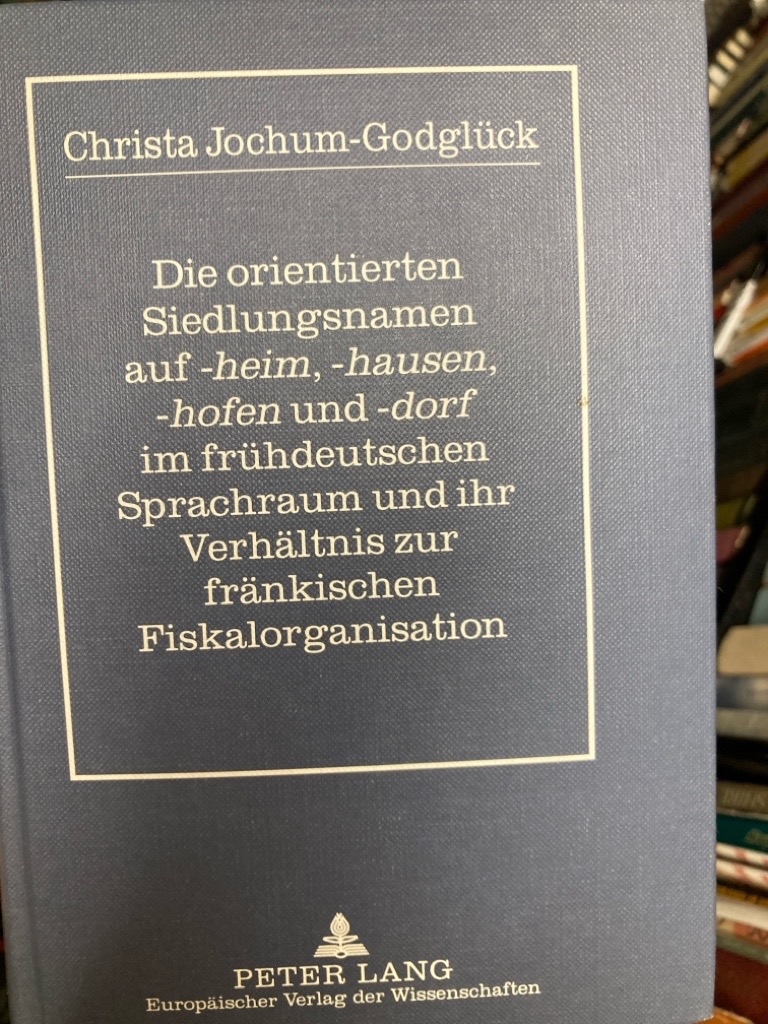 Christa Jochum-Godglück
Die orientierten
Siedlungsnamen
auf -heim, -hausen,
-hofen und -dorf
im frühdeutschen
Sprachraum und ihr
Verhältnis zur
fränkischen
Fiskalorganisation
PETER LANG
Europäischer Verlag der Wissenschaften